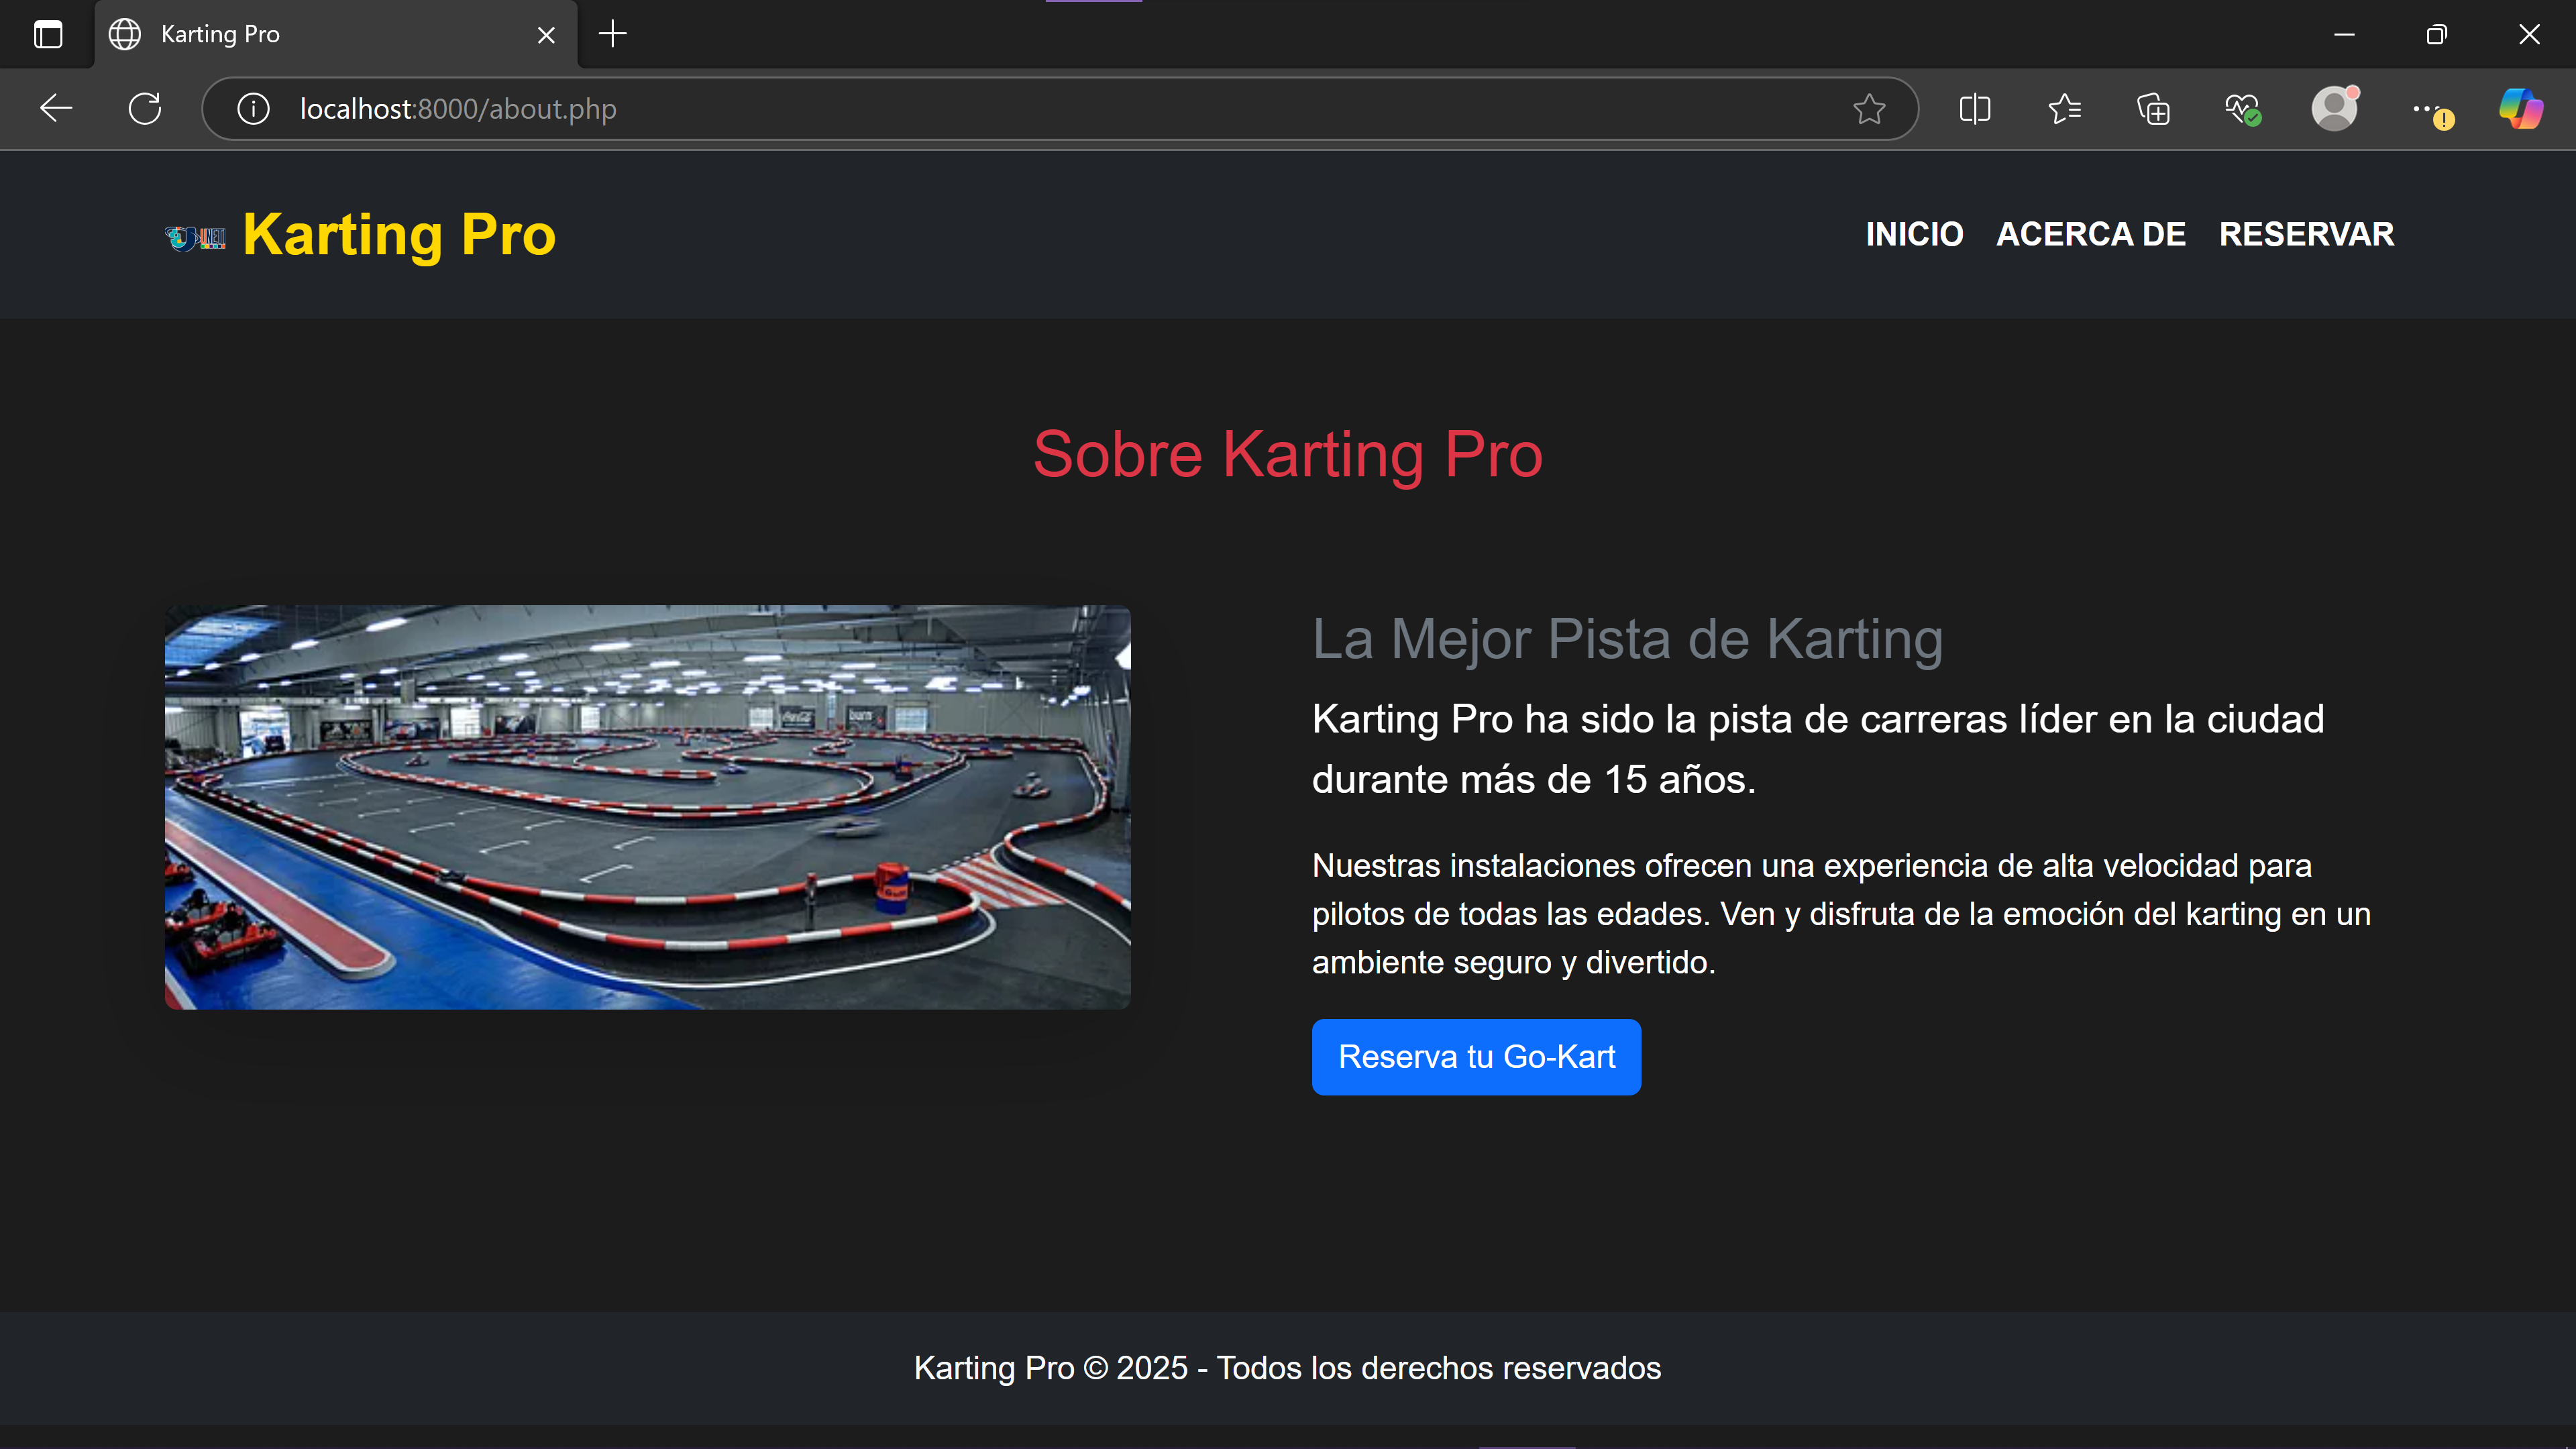 Karting Pro
localhost:8000/about.php
Karting Pro
INICIO ACERCA DE RESERVAR
Sobre Karting Pro
La Mejor Pista de Karting
Karting Pro ha sido la pista de carreras líder en la ciudad
durante más de 15 años.
Nuestras instalaciones ofrecen una experiencia de alta velocidad para
pilotos de todas las edades. Ven y disfruta de la emoción del karting en un
ambiente seguro y divertido.
Reserva tu Go-Kart
Coca-Cola
burn
Karting Pro © 2025 - Todos los derechos reservados